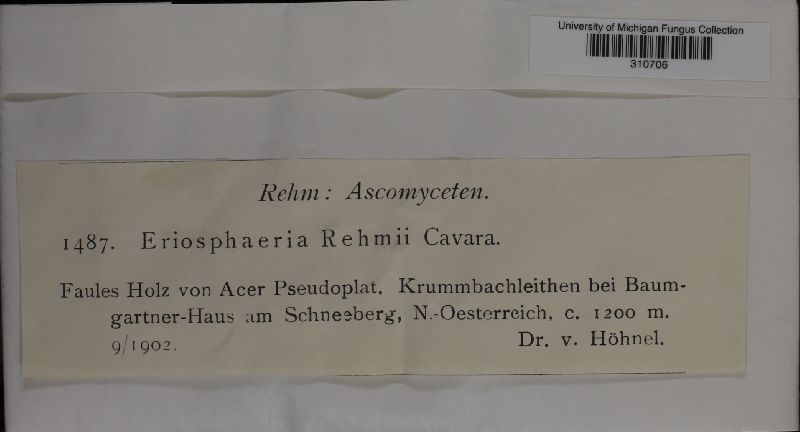 University of Michigan Fungus Collection
310706
Rehm: Ascomyceten.
1487. Eriosphaeria Rehmii Cavara.
Faules Holz von Acer Pseudoplat. Krummbachleithen bei Baum-
gartner-Haus am Schneeberg, N.-Oesterreich, c. 1200 m.
9/1902. Dr. v. Höhnel.